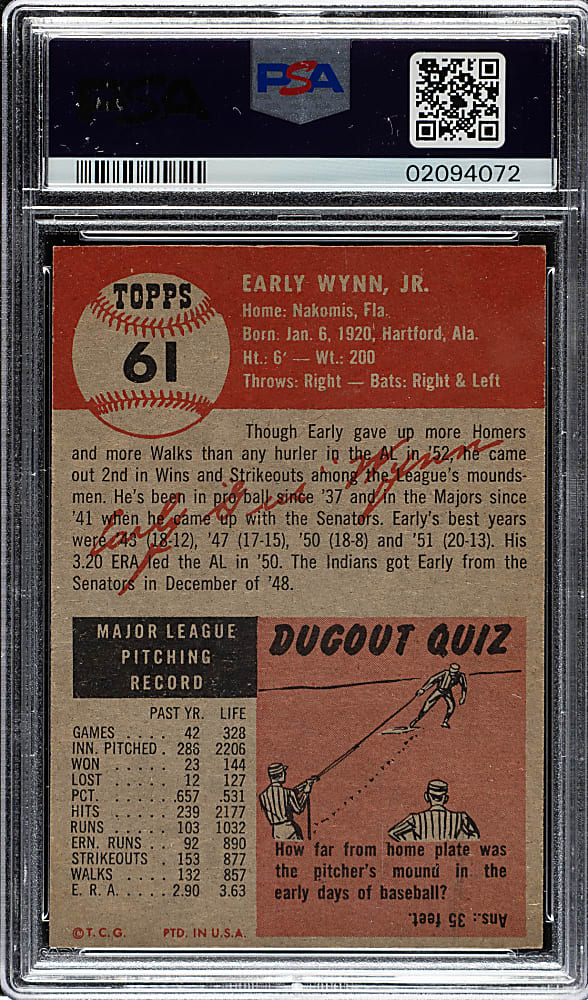 PSA
PSA
02094072
TOPPS
61
EARLY WYNN, JR.
Home: Nakomis, Fla.
Born: Jan. 6, 1920, Hartford, Ala.
Ht.: 6' — Wt.: 200
Throws: Right — Bats: Right & Left
Though Early gave up more Homers
and more Walks than any hurler in the AL in '52 he came
out 2nd in Wins and Strikeouts among the League's mounds-
men. He's been in pro ball since '37 and in the Majors since
'41 when he came up with the Senators. Early's best years
were '43 (18-12), '47 (17-15), '50 (18-8) and '51 (20-13). His
3.20 ERA led the AL in '50. The Indians got Early from the
Senators in December of '48.
Early "Gus" Wynn
MAJOR LEAGUE
PITCHING
RECORD
PAST YR. LIFE
GAMES . . . . 42 328
INN. PITCHED . 286 2206
WON . . . . . 23 144
LOST . . . . . 12 127
PCT. . . . . . .657 .531
HITS . . . . . 239 2177
RUNS . . . . 103 1032
ERN. RUNS . . 92 890
STRIKEOUTS . 153 877
WALKS . . . . 132 857
E. R. A. . . . . 2.90 3.63
© T. C. G. PTD. IN U.S.A.
DUGOUT QUIZ
How far from home plate was
the pitcher's mound in the
early days of baseball?
Ans.: 35 feet.